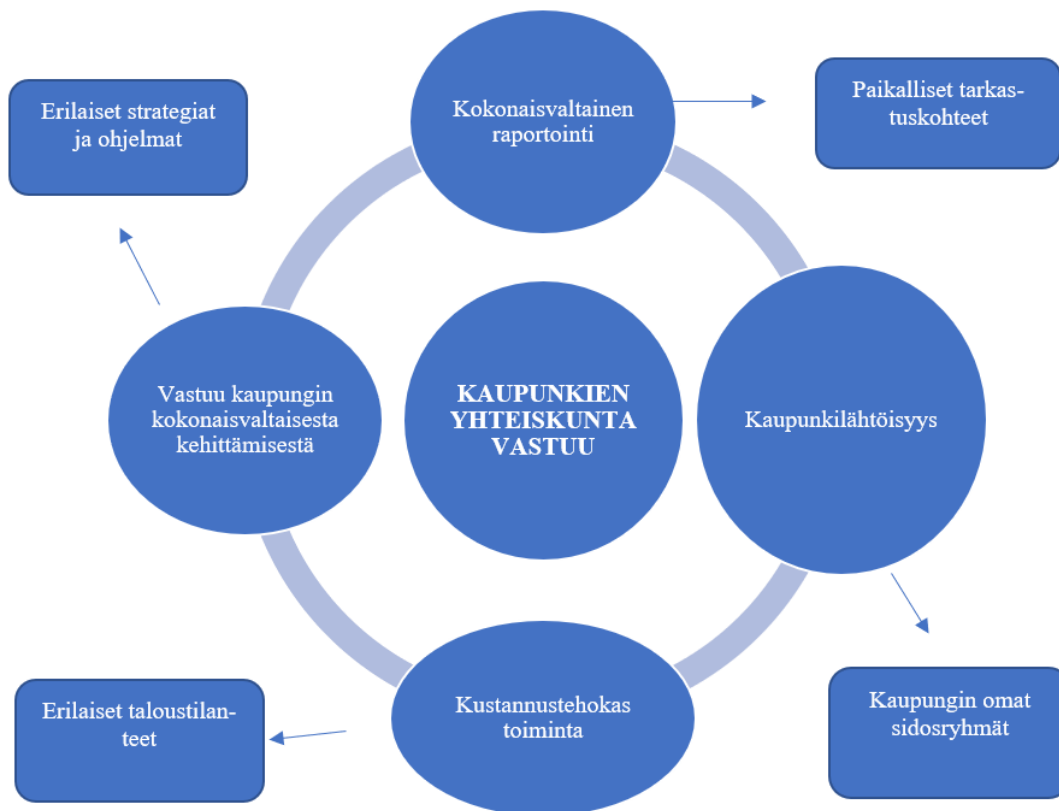 Kokonaisvaltainen
raportointi
Paikalliset tarkas-
tuskohteet
Erilaiset strategiat
ja ohjelmat
Vastuu kaupungin
kokonaisvaltaisesta
kehittämisestä
KAUPUNKIEN
YHTEISKUNTA
VASTUU
Kaupunkilähtöisyys
Erilaiset taloustilan-
teet
Kustannustehokas
toiminta
Kaupungin omat
sidosryhmät